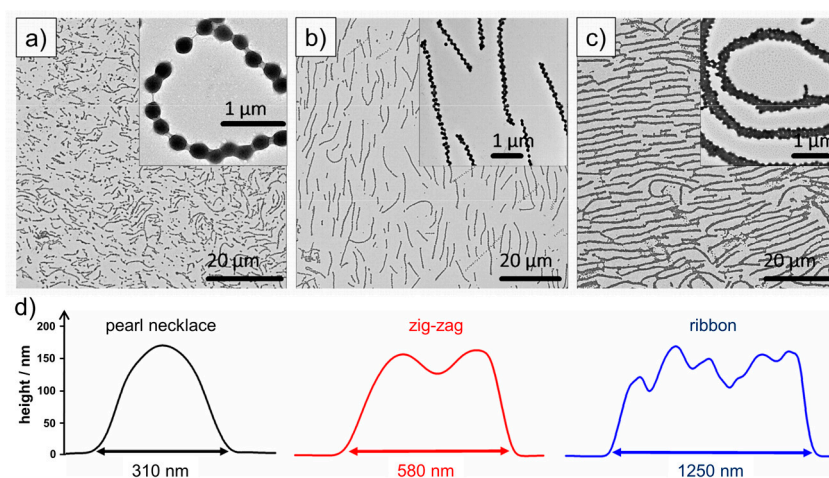 a)
1 µm
20 µm
b)
1 µm
20 µm
c)
1 µm
20 µm
d)
height / nm
200
150
100
50
0
pearl necklace
zig-zag
ribbon
310 nm
580 nm
1250 nm